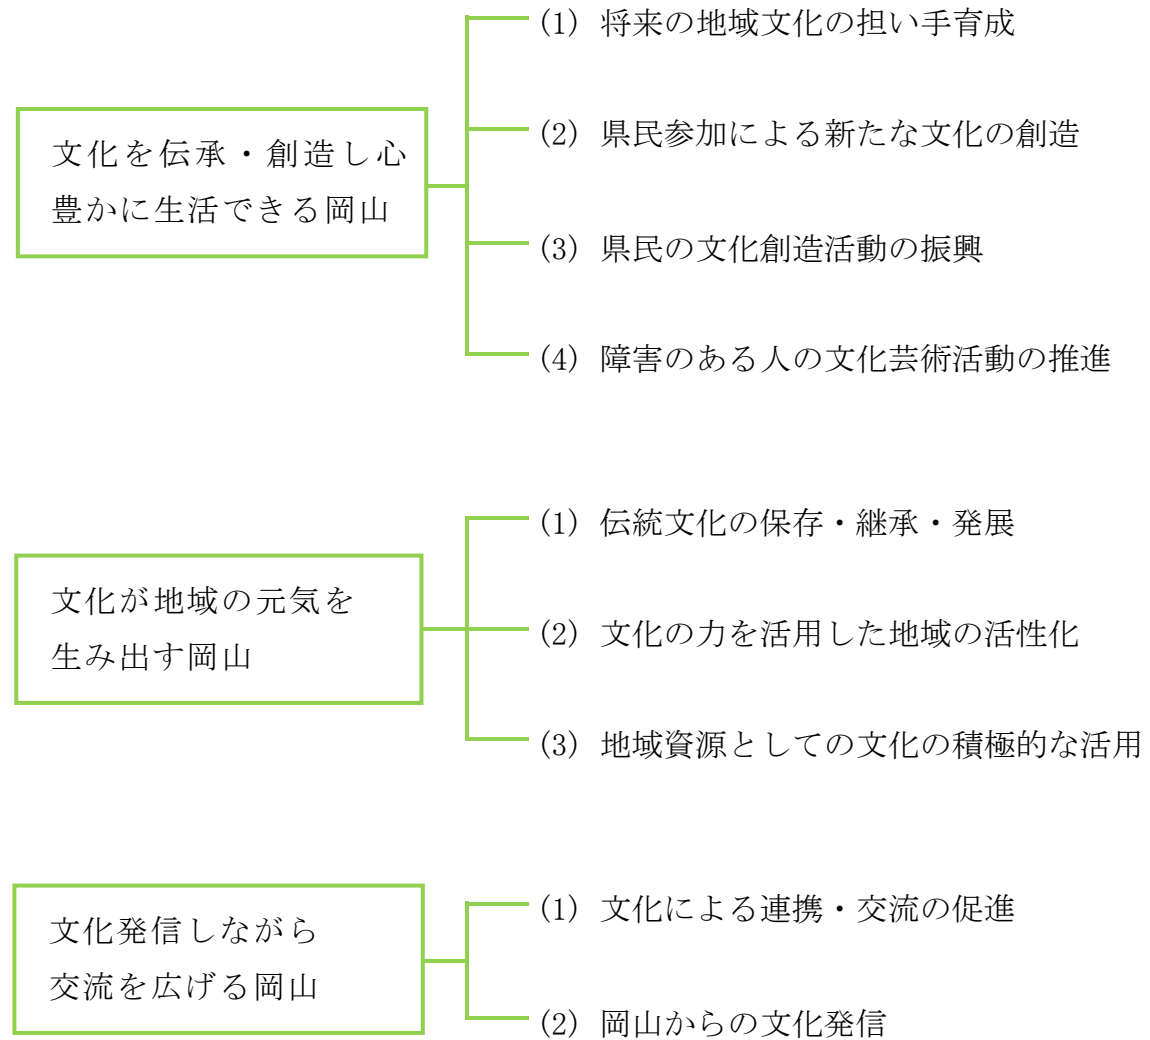 文化を伝承・創造し心
豊かに生活できる岡山
(1) 将来の地域文化の担い手育成
(2) 県民参加による新たな文化の創造
(3) 県民の文化創造活動の振興
(4) 障害のある人の文化芸術活動の推進
文化が地域の元気を
生み出す岡山
(1) 伝統文化の保存・継承・発展
(2) 文化の力を活用した地域の活性化
(3) 地域資源としての文化の積極的な活用
文化発信しながら
交流を広げる岡山
(1) 文化による連携・交流の促進
(2) 岡山からの文化発信